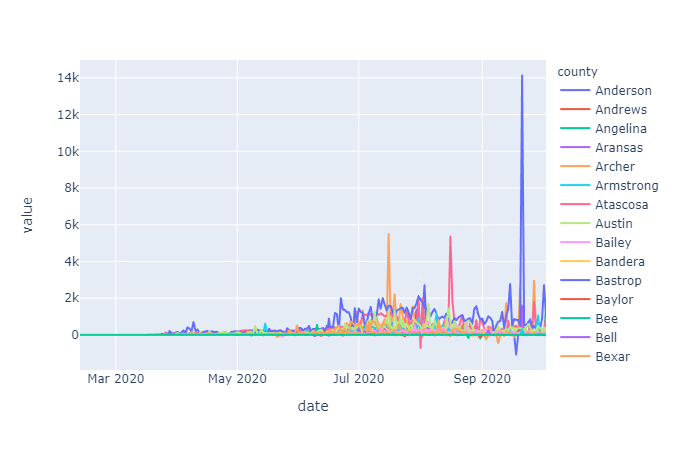 county
14k
12k
10k
8k
6k
4k
2k
0
value
Mar 2020
May 2020
Jul 2020
Sep 2020
date
Anderson
Andrews
Angelina
Aransas
Archer
Armstrong
Atascosa
Austin
Bailey
Bandera
Bastrop
Baylor
Bee
Bell
Bexar